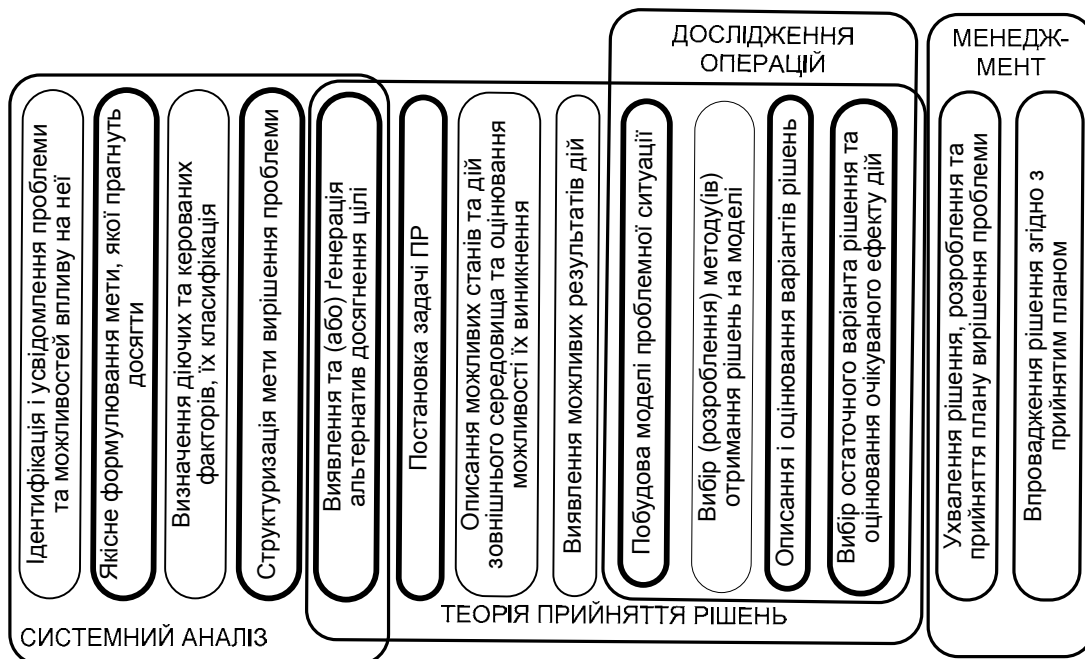 ДОСЛІДЖЕННЯ
ОПЕРАЦІЙ
МЕНЕДЖ-
МЕНТ
Ідентифікація і усвідомлення проблеми
та можливостей впливу на неї
Якісне формулювання мети, якої прагнуть
досягти
Визначення діючих та керованих
факторів, їх класифікація
Структуризація мети вирішення проблеми
Виявлення та (або) ґенерація
альтернатив досягнення цілі
Постановка задачі ПР
Описання можливих станів та дій
зовнішнього середовища та оцінювання
можливості їх виникнення
Виявлення можливих результатів дій
Побудова моделі проблемної ситуації
Вибір (розроблення) методу(ів)
отримання рішень на моделі
Описання і оцінювання варіантів рішень
Вибір остаточного варіанта рішення та
оцінювання очікуваного ефекту дій
Ухвалення рішення, розроблення та
прийняття плану вирішення проблеми
Впровадження рішення згідно з
прийнятим планом
ТЕОРІЯ ПРИЙНЯТТЯ РІШЕНЬ
СИСТЕМНИЙ АНАЛІЗ